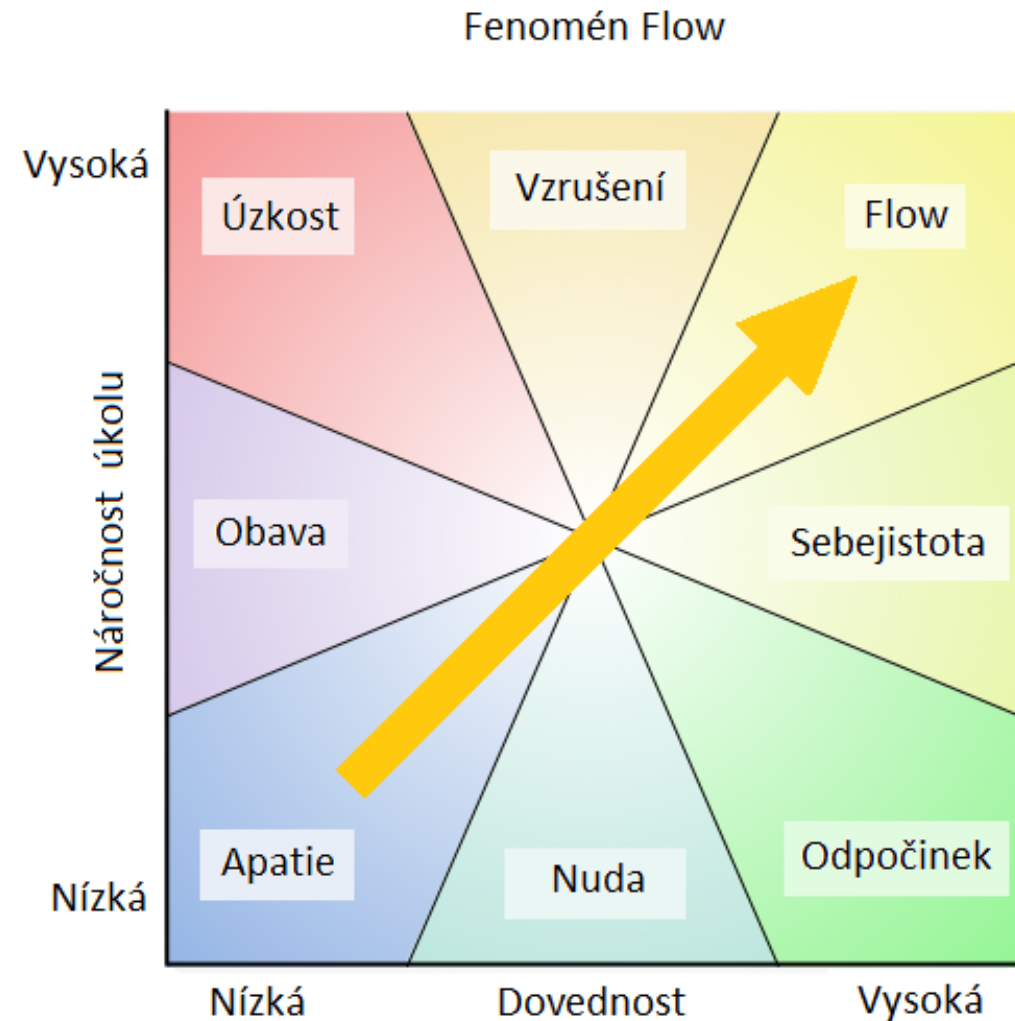 Fenomén Flow
Vysoká
Úzkost
Vzrušení
Flow
Náročnost úkolu
Obava
Sebejistota
Apatie
Nuda
Odpočinek
Nízká
Nízká
Dovednost
Vysoká